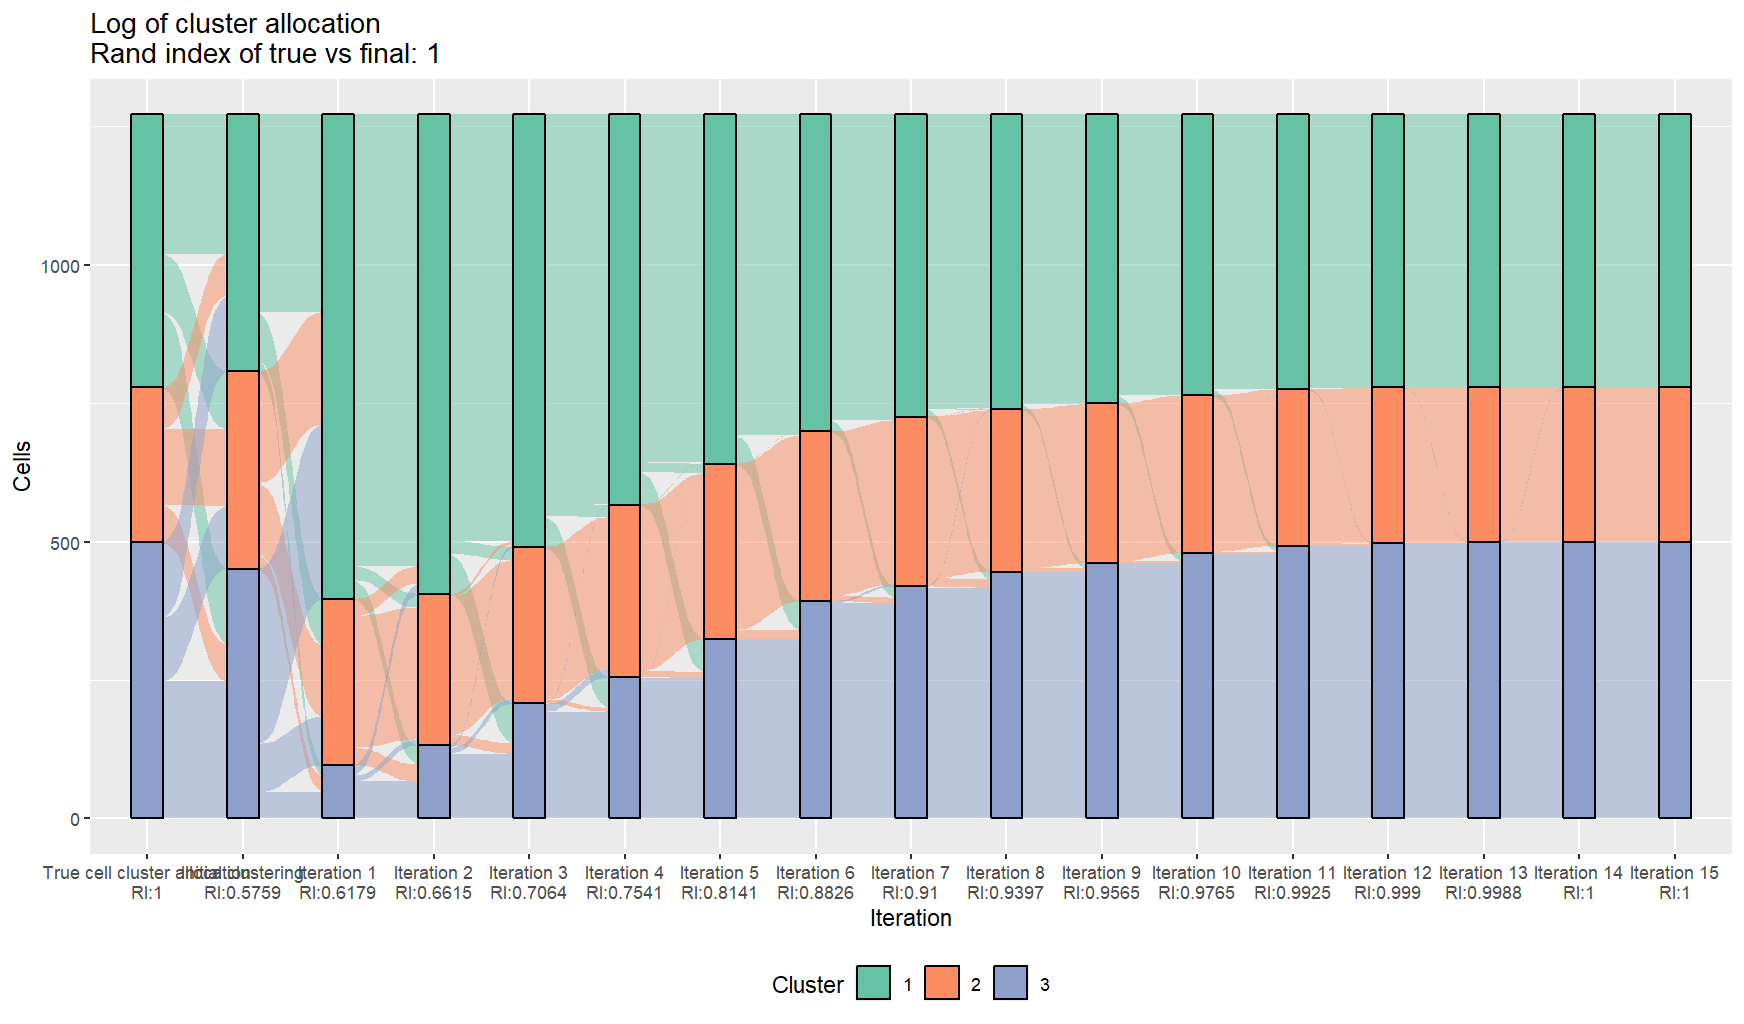 Log of cluster allocation
Rand index of true vs final: 1
Cells
1000
500
0
True cell cluster allocation Initial clustering Iteration 1 Iteration 2 Iteration 3 Iteration 4 Iteration 5 Iteration 6 Iteration 7 Iteration 8 Iteration 9 Iteration 10 Iteration 11 Iteration 12 Iteration 13 Iteration 14 Iteration 15
RI:1 RI:0.5759 RI:0.6179 RI:0.6615 RI:0.7064 RI:0.7541 RI:0.8141 RI:0.8826 RI:0.91 RI:0.9397 RI:0.9565 RI:0.9765 RI:0.9925 RI:0.999 RI:0.9988 RI:1 RI:1
Iteration
Cluster 1 2 3